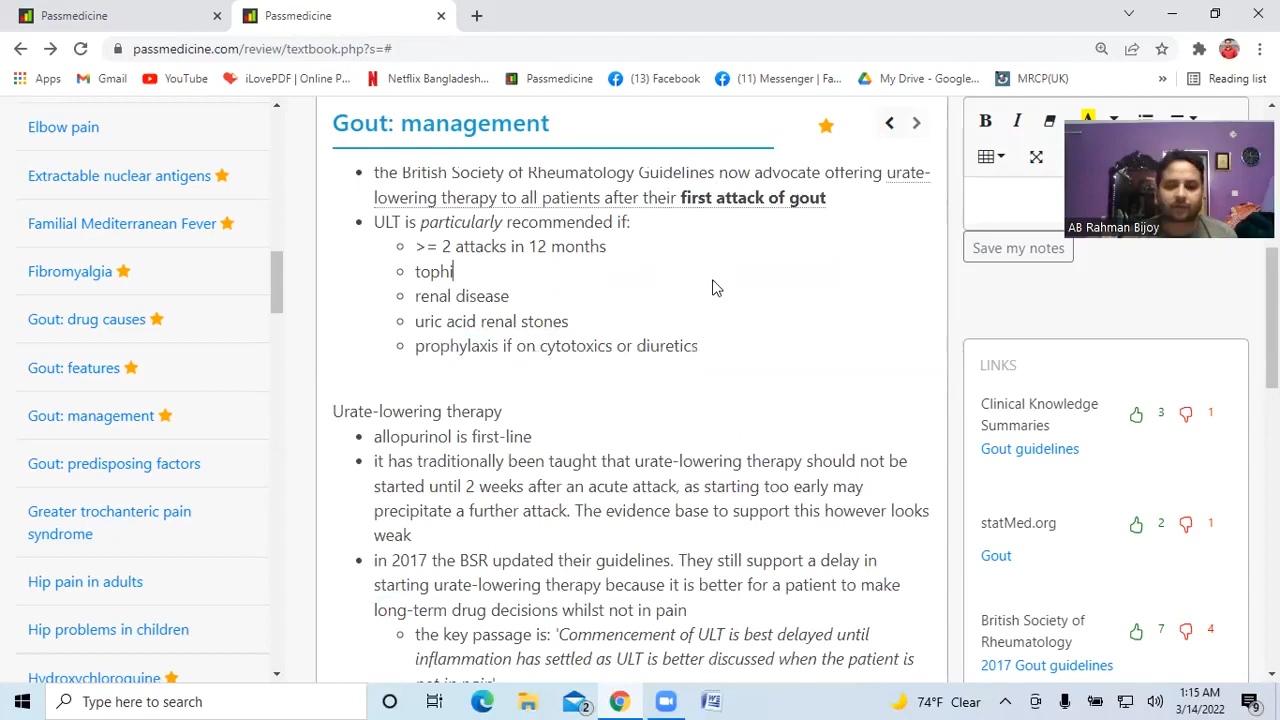 Passmedicine
Passmedicine
passmedicine.com/review/textbook.php?s=#
Apps
Gmail
YouTube
iLovePDF | Online P...
Netflix Bangladesh...
Passmedicine
(13) Facebook
(11) Messenger | Fa...
My Drive - Google...
MRCP(UK)
»
Reading list
Elbow pain
Extractable nuclear antigens
Familial Mediterranean Fever
Fibromyalgia
Gout: drug causes
Gout: features
Gout: management
Gout: predisposing factors
Greater trochanteric pain
syndrome
Hip pain in adults
Hip problems in children
Hydroxychloroquine
Gout: management
the British Society of Rheumatology Guidelines now advocate offering urate-
lowering therapy to all patients after their first attack of gout
ULT is particularly recommended if:
>= 2 attacks in 12 months
tophi
renal disease
uric acid renal stones
prophylaxis if on cytotoxics or diuretics
Urate-lowering therapy
allopurinol is first-line
it has traditionally been taught that urate-lowering therapy should not be
started until 2 weeks after an acute attack, as starting too early may
precipitate a further attack. The evidence base to support this however looks
weak
in 2017 the BSR updated their guidelines. They still support a delay in
starting urate-lowering therapy because it is better for a patient to make
long-term drug decisions whilst not in pain
the key passage is: 'Commencement of ULT is best delayed until
inflammation has settled as ULT is better discussed when the patient is
not in pain'
B I A
AB Rahman Bijoy
Save my notes
LINKS
Clinical Knowledge
Summaries
3
1
Gout guidelines
statMed.org
2
1
Gout
British Society of
Rheumatology
7
4
2017 Gout guidelines
Type here to search
2
74°F Clear
1:15 AM
3/14/2022
9